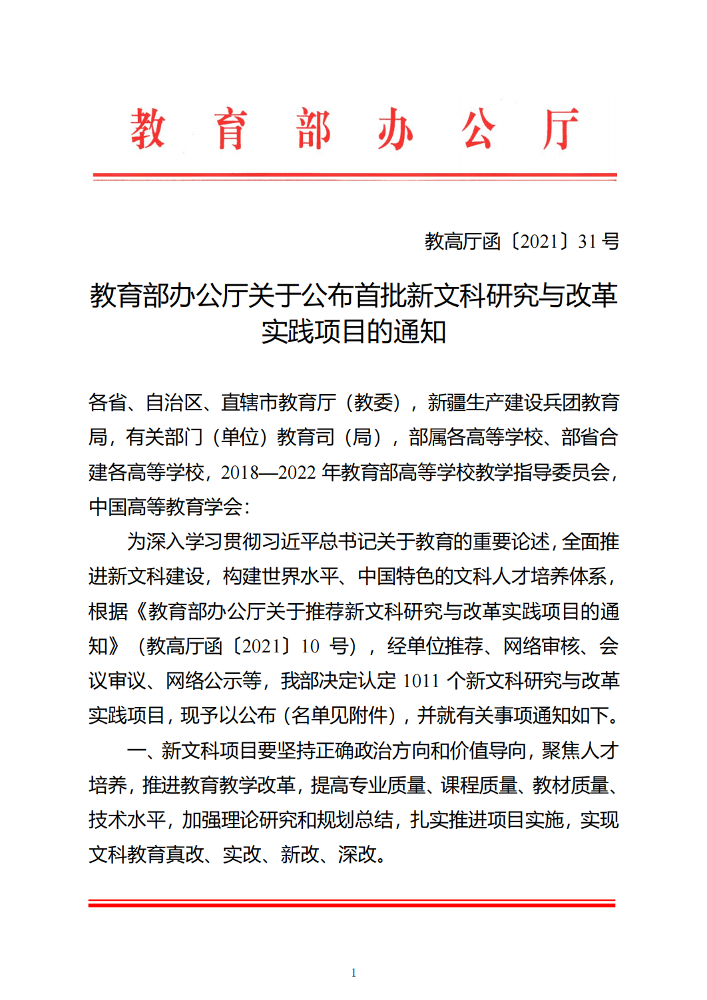 教育部办公厅
教高厅函〔2021〕31 号
教育部办公厅关于公布首批新文科研究与改革
实践项目的通知
各省、自治区、直辖市教育厅（教委），新疆生产建设兵团教育
局，有关部门（单位）教育司（局），部属各高等学校、部省合
建各高等学校，2018—2022 年教育部高等学校教学指导委员会，
中国高等教育学会：
为深入学习贯彻习近平总书记关于教育的重要论述，全面推
进新文科建设，构建世界水平、中国特色的文科人才培养体系，
根据《教育部办公厅关于推荐新文科研究与改革实践项目的通
知》（教高厅函〔2021〕10 号），经单位推荐、网络审核、会
议审议、网络公示等，我部决定认定 1011 个新文科研究与改革
实践项目，现予以公布（名单见附件），并就有关事项通知如下。
一、新文科项目要坚持正确政治方向和价值导向，聚焦人才
培养，推进教育教学改革，提高专业质量、课程质量、教材质量、
技术水平，加强理论研究和规划总结，扎实推进项目实施，实现
文科教育真改、实改、新改、深改。
1